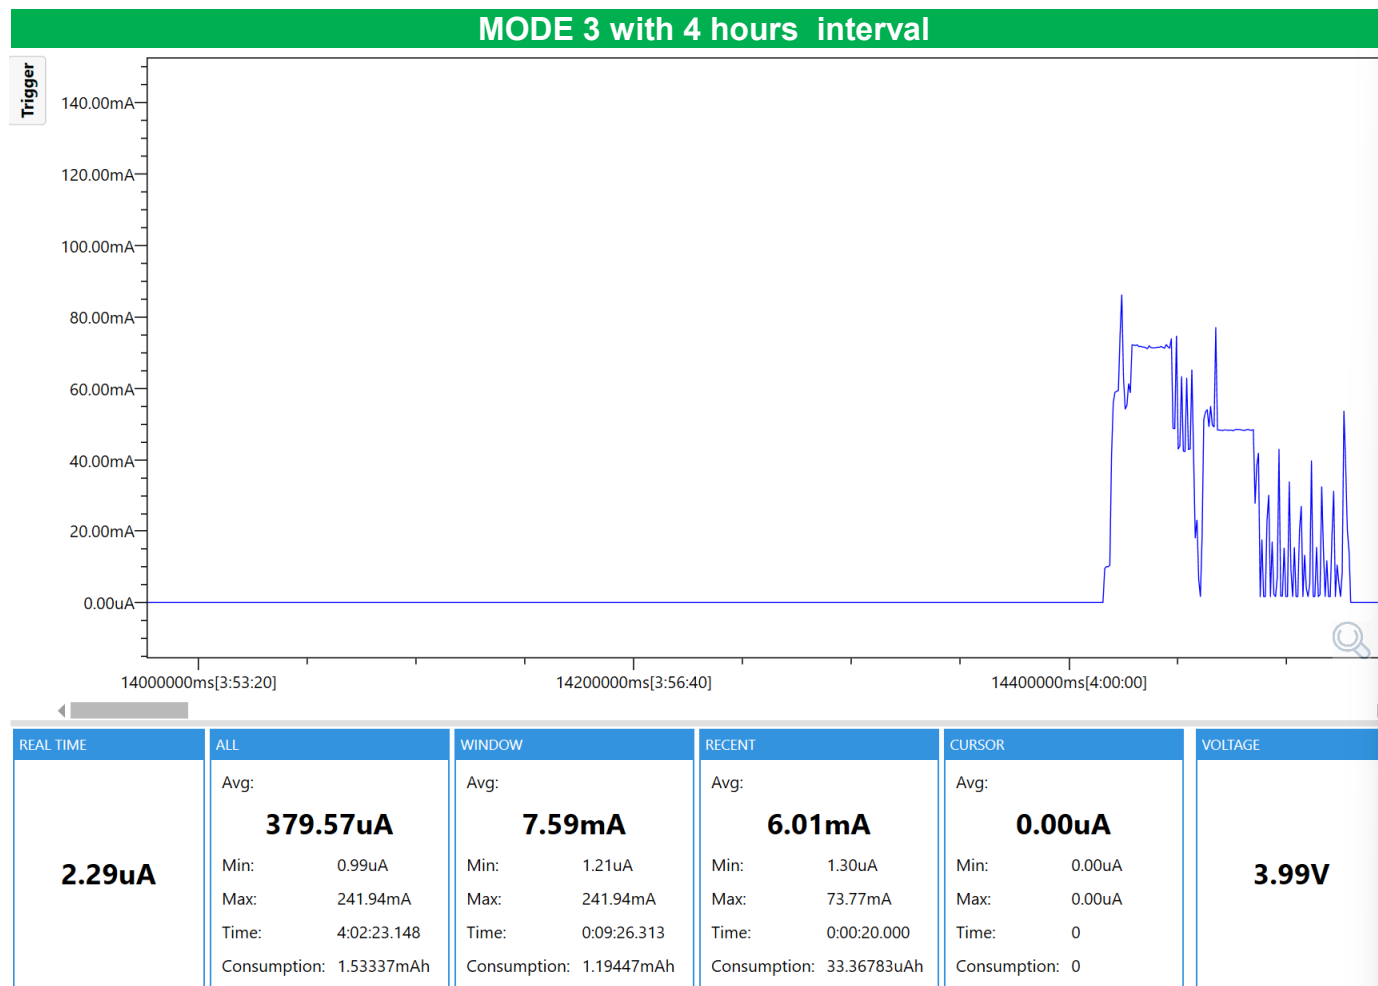 MODE 3 with 4 hours  interval
Trigger
140.00mA
120.00mA
100.00mA
80.00mA
60.00mA
40.00mA
20.00mA
0.00uA
14000000ms[3:53:20]
14200000ms[3:56:40]
14400000ms[4:00:00]
REAL TIME
2.29uA
ALL
Avg:
379.57uA
Min: 0.99uA
Max: 241.94mA
Time: 4:02:23.148
Consumption: 1.53337mAh
WINDOW
Avg:
7.59mA
Min: 1.21uA
Max: 241.94mA
Time: 0:09:26.313
Consumption: 1.19447mAh
RECENT
Avg:
6.01mA
Min: 1.30uA
Max: 73.77mA
Time: 0:00:20.000
Consumption: 33.36783uAh
CURSOR
Avg:
0.00uA
Min: 0.00uA
Max: 0.00uA
Time: 0
Consumption: 0
VOLTAGE
3.99V